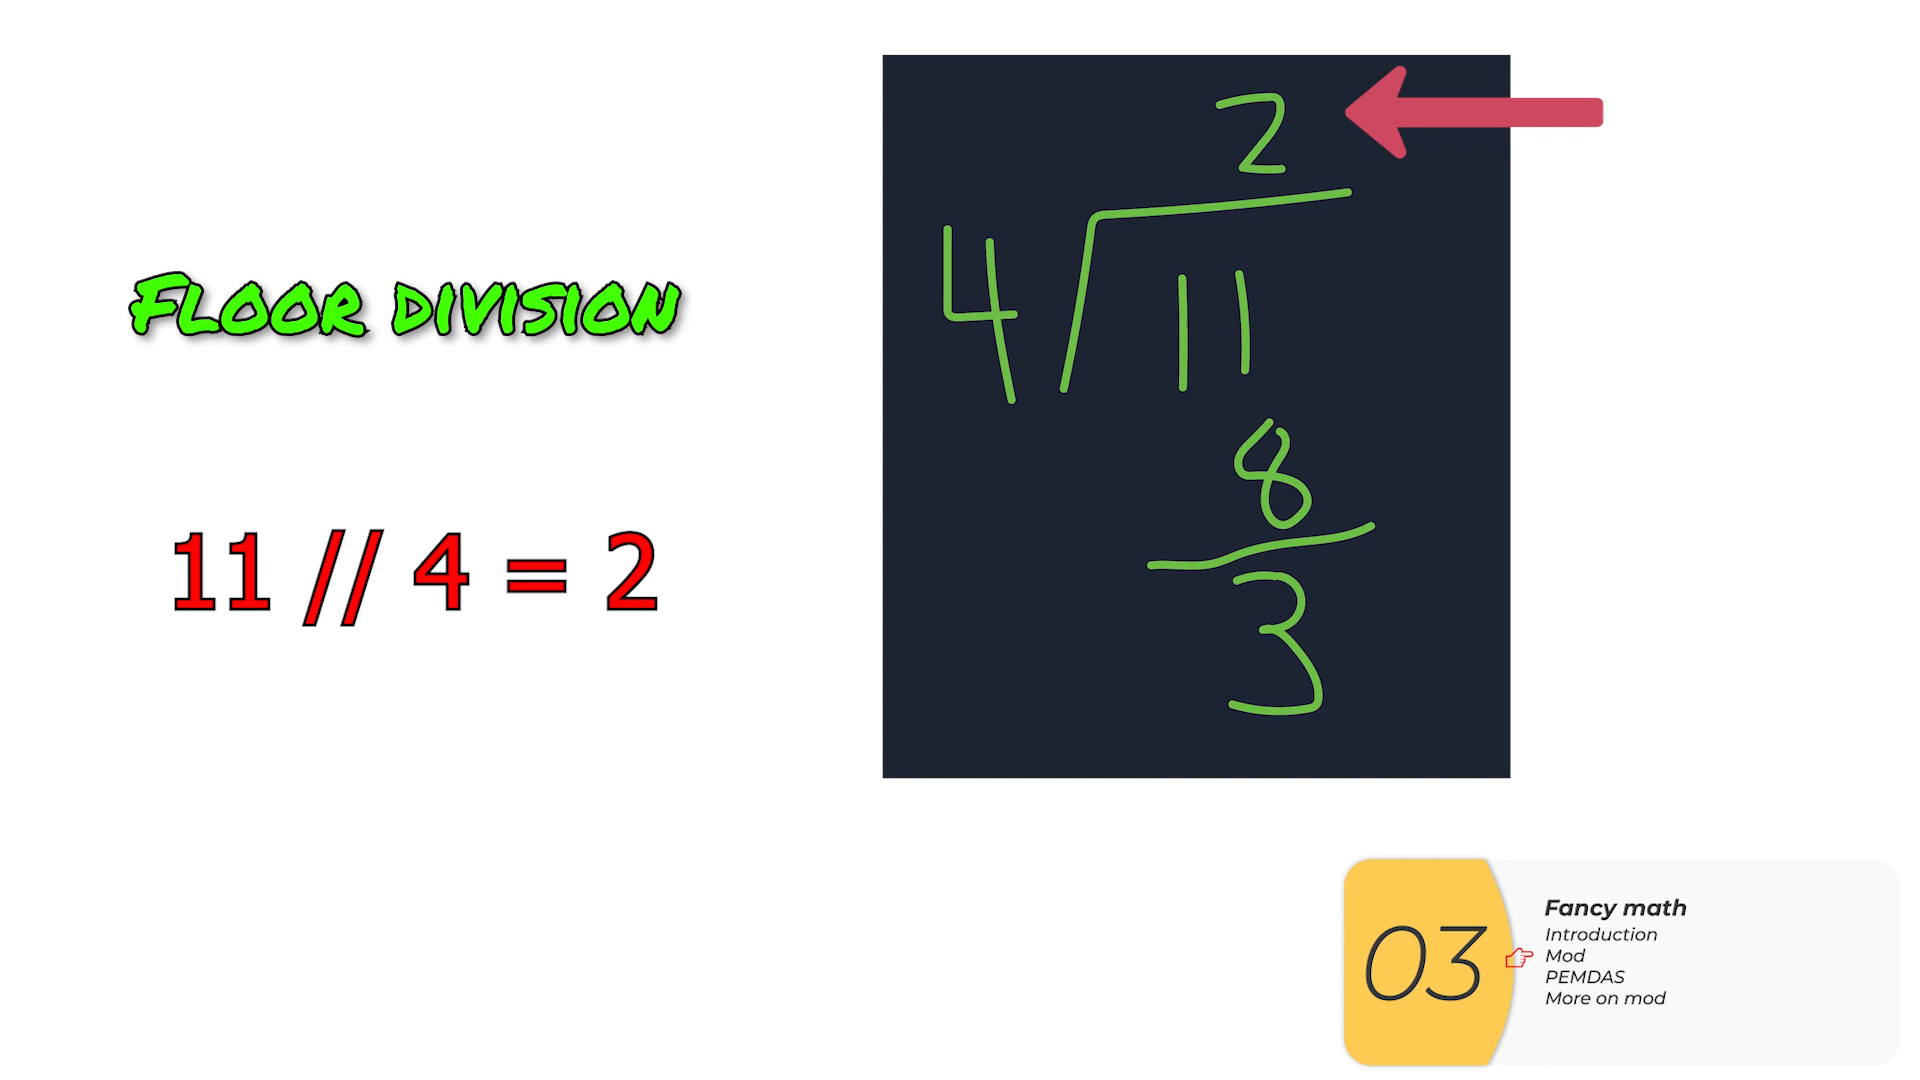 Floor division
11 // 4 = 2
2
4 11
8
3
03
Fancy math
Introduction
Mod
PEMDAS
More on mod